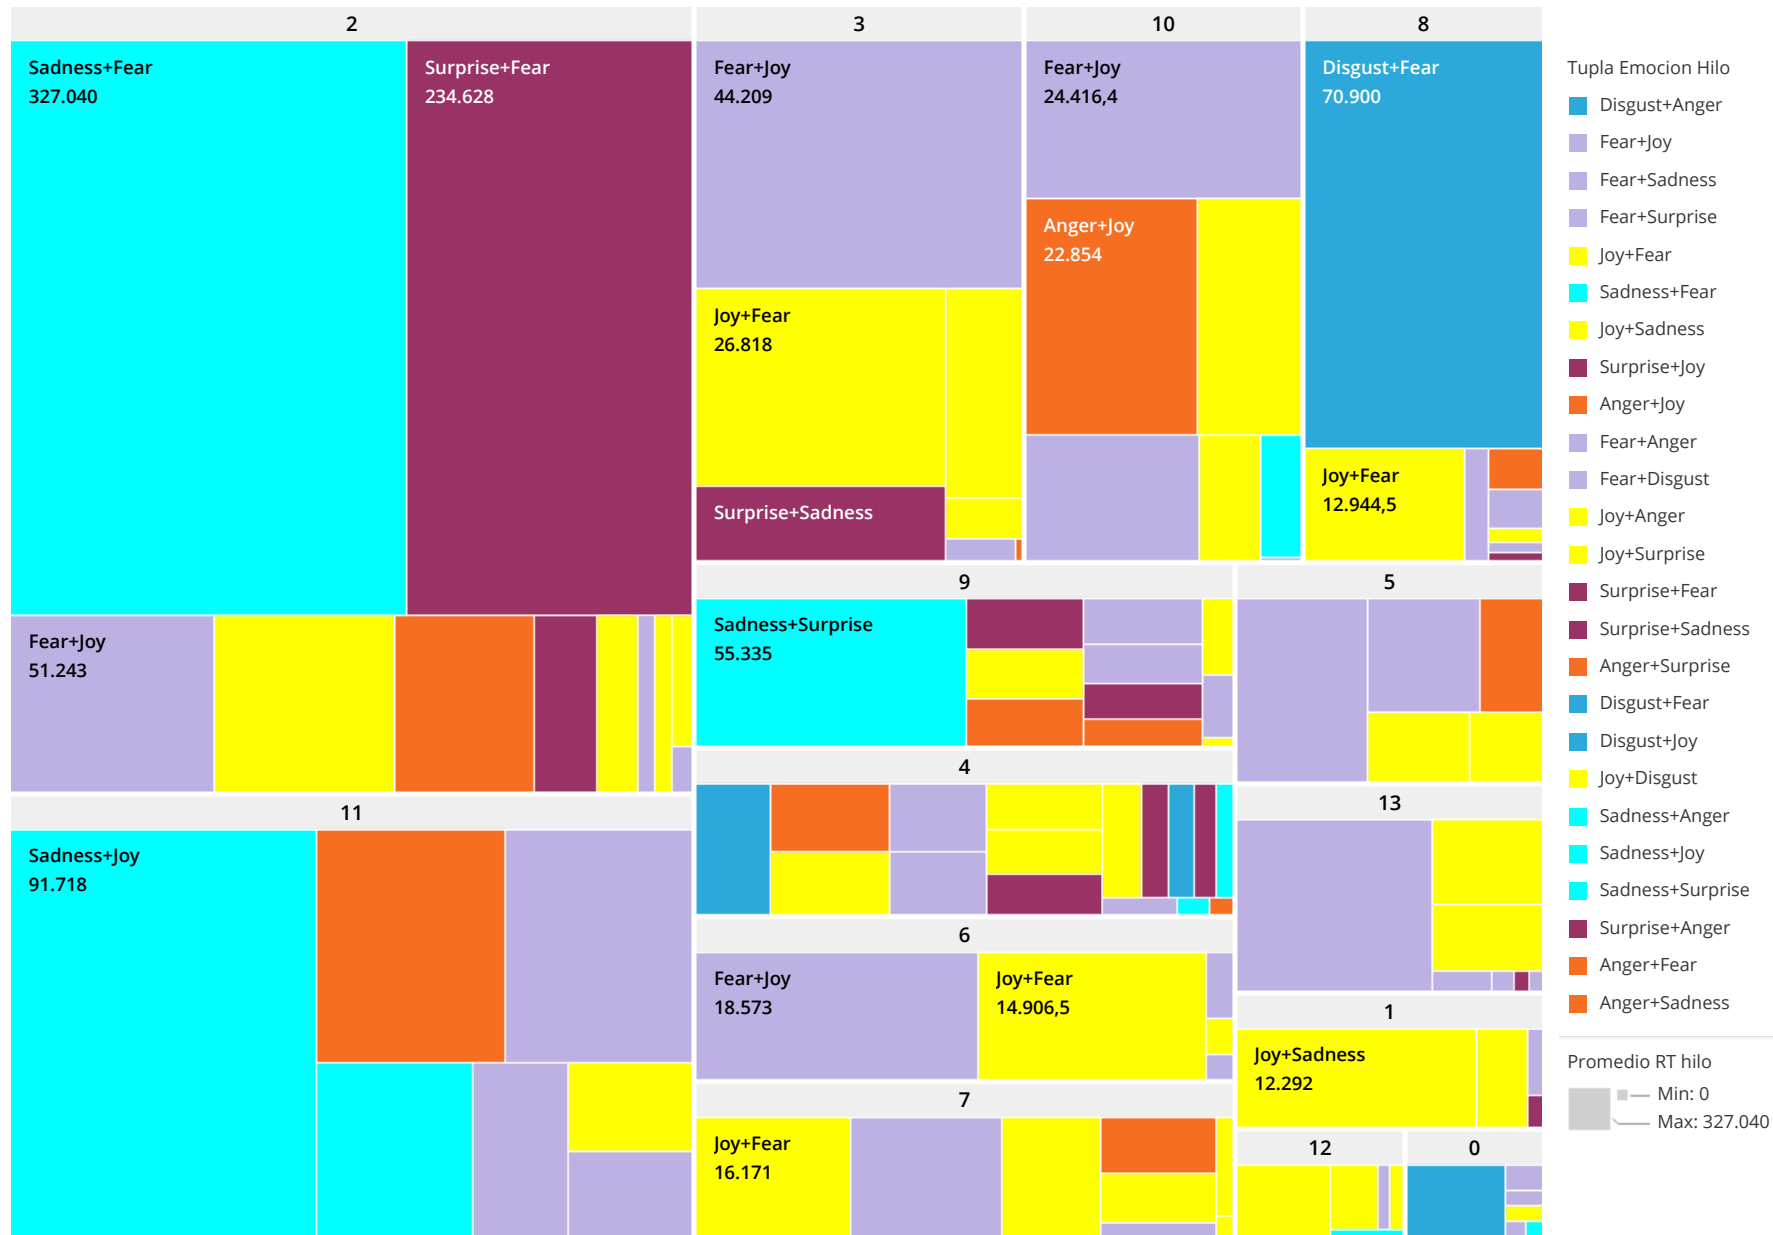 2
Sadness+Fear
327.040
Surprise+Fear
234.628
Fear+Joy
51.243
11
Sadness+Joy
91.718
3
Fear+Joy
44.209
Joy+Fear
26.818
Surprise+Sadness
10
Fear+Joy
24.416,4
Anger+Joy
22.854
8
Disgust+Fear
70.900
Joy+Fear
12.944,5
9
Sadness+Surprise
55.335
4
6
Fear+Joy
18.573
Joy+Fear
14.906,5
7
Joy+Fear
16.171
5
13
1
Joy+Sadness
12.292
12
0
Tupla Emocion Hilo
Disgust+Anger
Fear+Joy
Fear+Sadness
Fear+Surprise
Joy+Fear
Sadness+Fear
Joy+Sadness
Surprise+Joy
Anger+Joy
Fear+Anger
Fear+Disgust
Joy+Anger
Joy+Surprise
Surprise+Fear
Surprise+Sadness
Anger+Surprise
Disgust+Fear
Disgust+Joy
Joy+Disgust
Sadness+Anger
Sadness+Joy
Sadness+Surprise
Surprise+Anger
Anger+Fear
Anger+Sadness
Promedio RT hilo
Min: 0
Max: 327.040